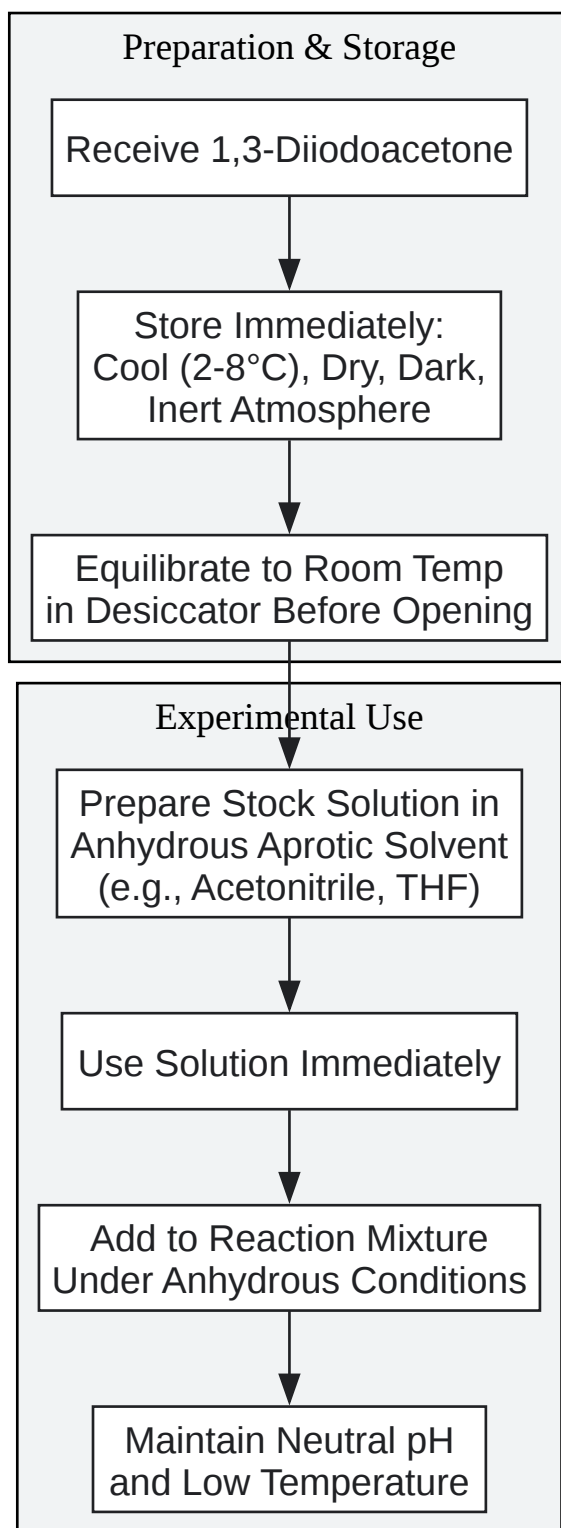 Preparation & Storage
Receive 1,3-Diiodoacetone
Store Immediately:
Cool (2-8°C), Dry, Dark,
Inert Atmosphere
Equilibrate to Room Temp
in Desiccator Before Opening
Experimental Use
Prepare Stock Solution in
Anhydrous Aprotic Solvent
(e.g., Acetonitrile, THF)
Use Solution Immediately
Add to Reaction Mixture
Under Anhydrous Conditions
Maintain Neutral pH
and Low Temperature